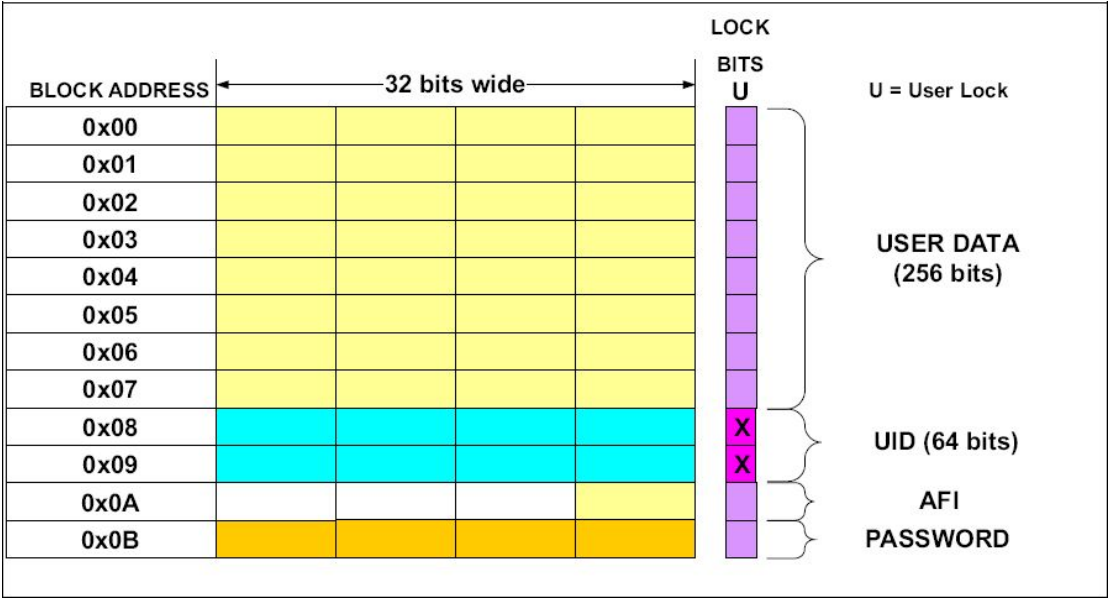 LOCK
BITS
BLOCK ADDRESS 32 bits wide U U = User Lock
0x00
0x01
0x02
0x03
0x04
0x05
0x06
0x07
USER DATA
(256 bits)
0x08 X
0x09 X
UID (64 bits)
0x0A AFI
0x0B PASSWORD